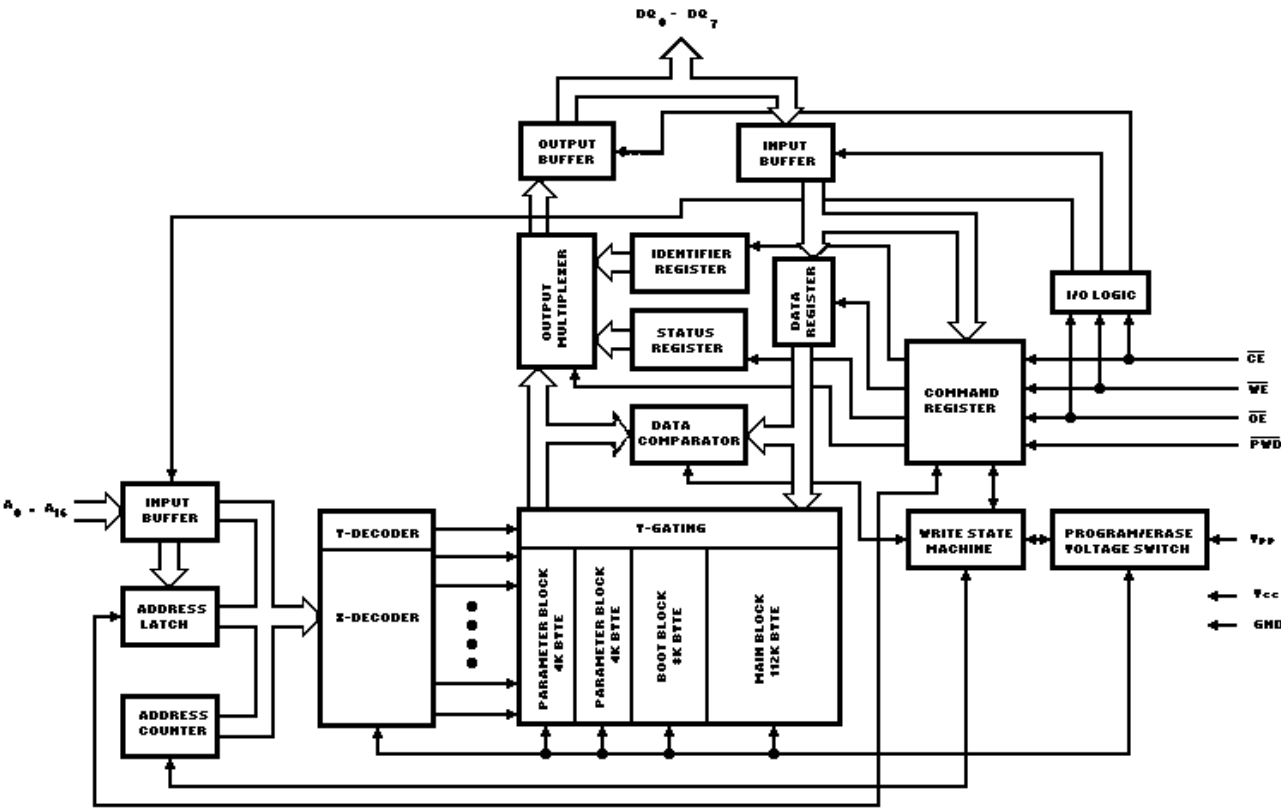 DQ0 - DQ7
OUTPUT
BUFFER
INPUT
BUFFER
OUTPUT
MULTIPLEXER
IDENTIFIER
REGISTER
DATA
REGISTER
I/O LOGIC
STATUS
REGISTER
COMMAND
REGISTER
CE
WE
OE
PWD
DATA
COMPARATOR
A0 - A16
INPUT
BUFFER
Y-DECODER
Y-GATING
WRITE STATE
MACHINE
PROGRAM/ERASE
VOLTAGE SWITCH
VPP
ADDRESS
LATCH
X-DECODER
PARAMETER BLOCK
4K BYTE
PARAMETER BLOCK
4K BYTE
BOOT BLOCK
8K BYTE
MAIN BLOCK
112K BYTE
VCC
GND
ADDRESS
COUNTER